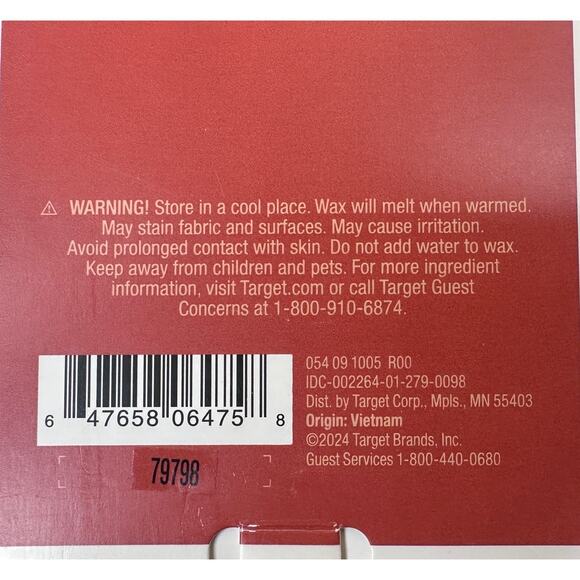 ⚠ WARNING! Store in a cool place. Wax will melt when warmed.
May stain fabric and surfaces. May cause irritation.
Avoid prolonged contact with skin. Do not add water to wax.
Keep away from children and pets. For more ingredient
information, visit Target.com or call Target Guest
Concerns at 1-800-910-6874.
6 47658 06475 8
79798
054 09 1005 R00
IDC-002264-01-279-0098
Dist. by Target Corp., Mpls., MN 55403
Origin: Vietnam
©2024 Target Brands, Inc.
Guest Services 1-800-440-0680